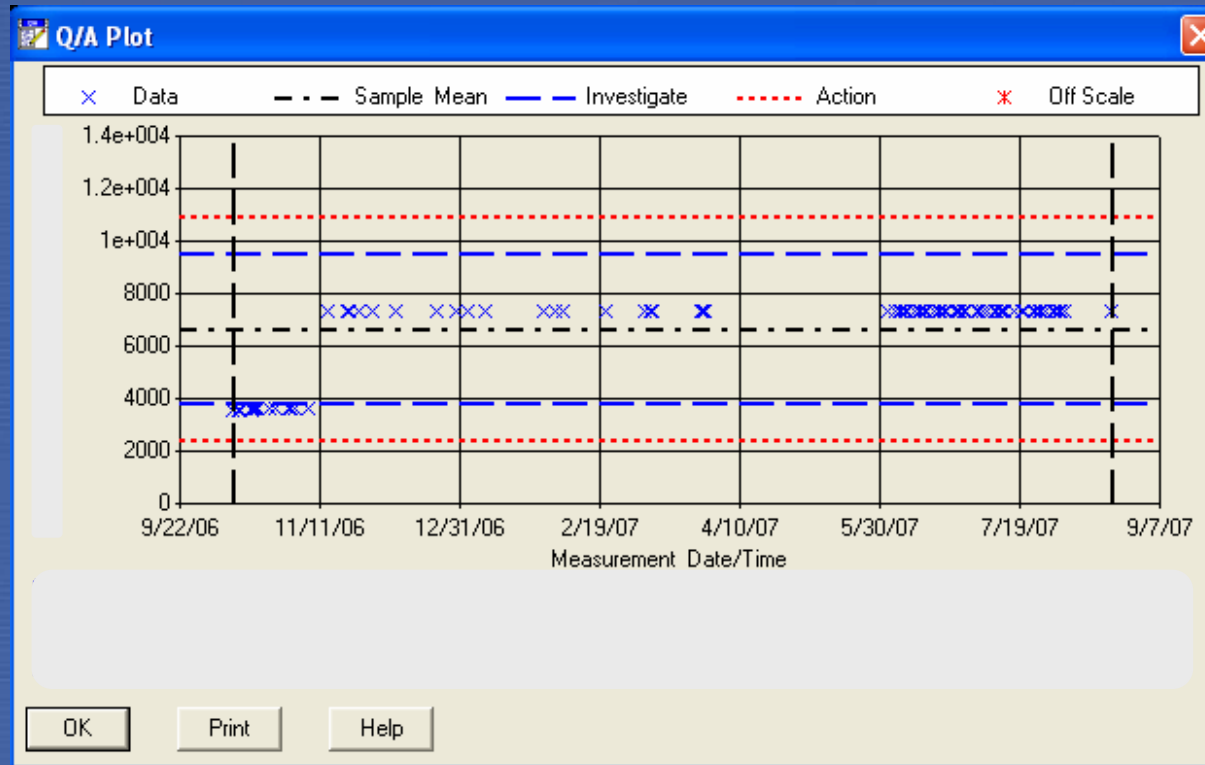 Q/A Plot
Data Sample Mean Investigate Action Off Scale
1.4e+004
1.2e+004
1e+004
8000
6000
4000
2000
0
9/22/06 11/11/06 12/31/06 2/19/07 4/10/07 5/30/07 7/19/07 9/7/07
Measurement Date/Time
OK Print Help